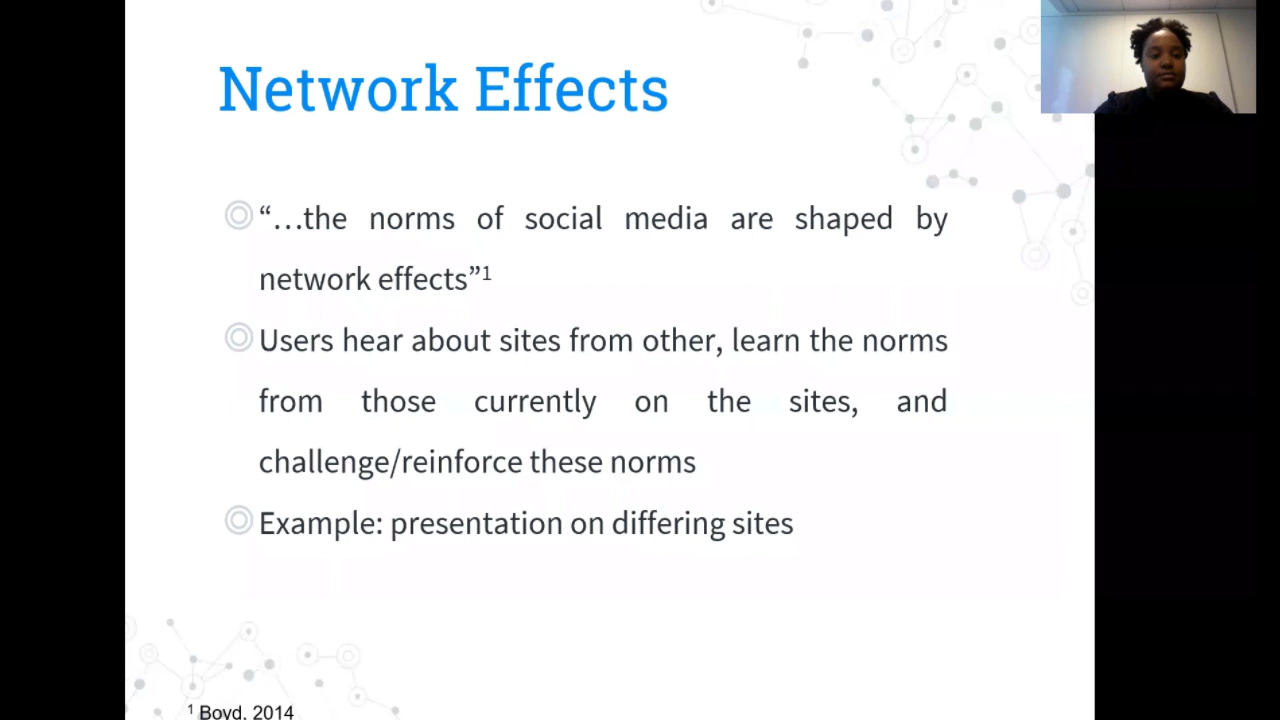 Network Effects
“…the norms of social media are shaped by
network effects”¹
Users hear about sites from other, learn the norms
from those currently on the sites, and
challenge/reinforce these norms
Example: presentation on differing sites
¹ Boyd, 2014